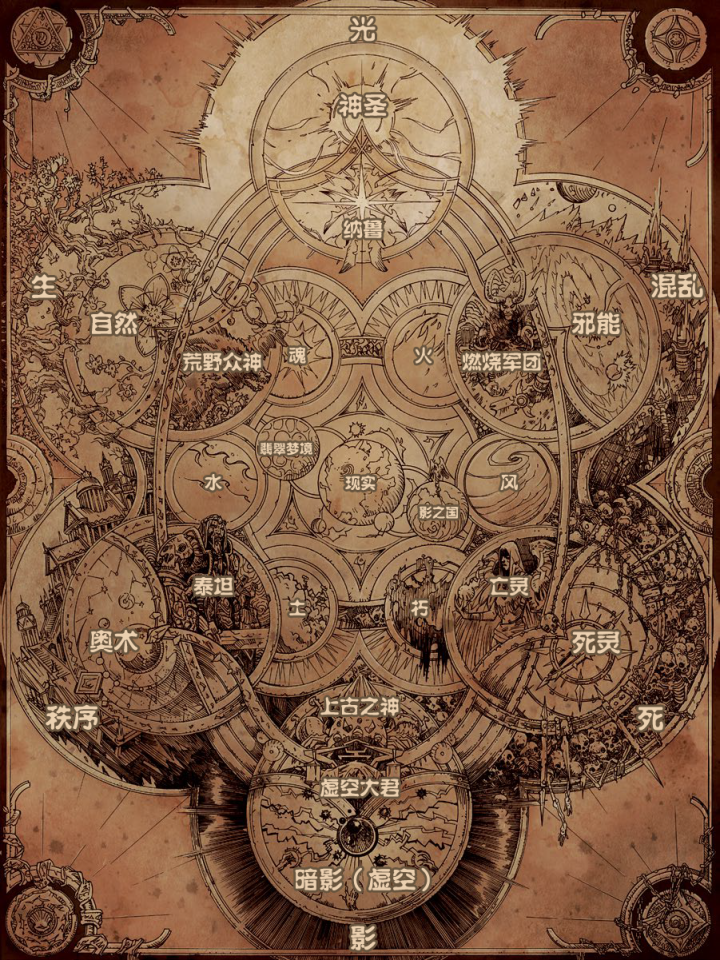 光
神圣
纳鲁
生
混乱
自然
邪能
荒野众神
魂
火
燃烧军团
翡翠梦境
水
现实
风
影之国
泰坦
土
朽
亡灵
奥术
死灵
秩序
上古之神
死
虚空大君
暗影(虚空)
影